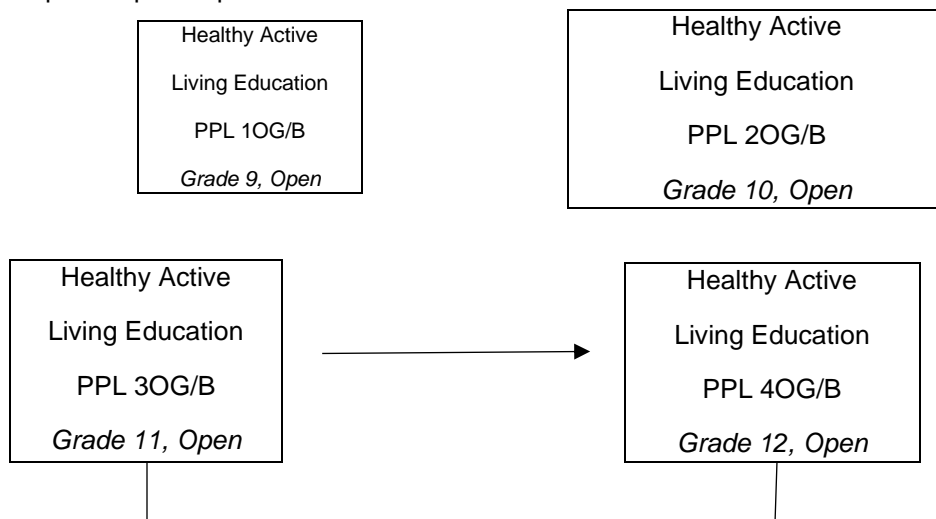 Healthy Active
Living Education
PPL 1OG/B
Grade 9, Open
Healthy Active
Living Education
PPL 2OG/B
Grade 10, Open
Healthy Active
Living Education
PPL 3OG/B
Grade 11, Open
Healthy Active
Living Education
PPL 4OG/B
Grade 12, Open